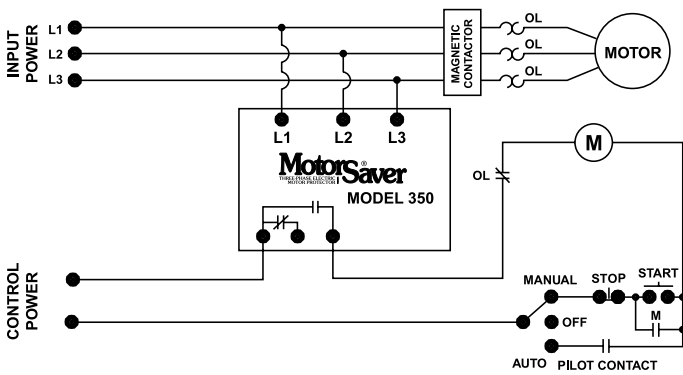 INPUT
POWER
L1
L2
L3
MAGNETIC
CONTACTOR
OL
OL
OL
MOTOR
L1 L2 L3
MotorSaver®
THREE-PHASE ELECTRIC
MOTOR PROTECTOR
MODEL 350
OL
M
CONTROL
POWER
MANUAL
OFF
AUTO
STOP
START
M
PILOT CONTACT